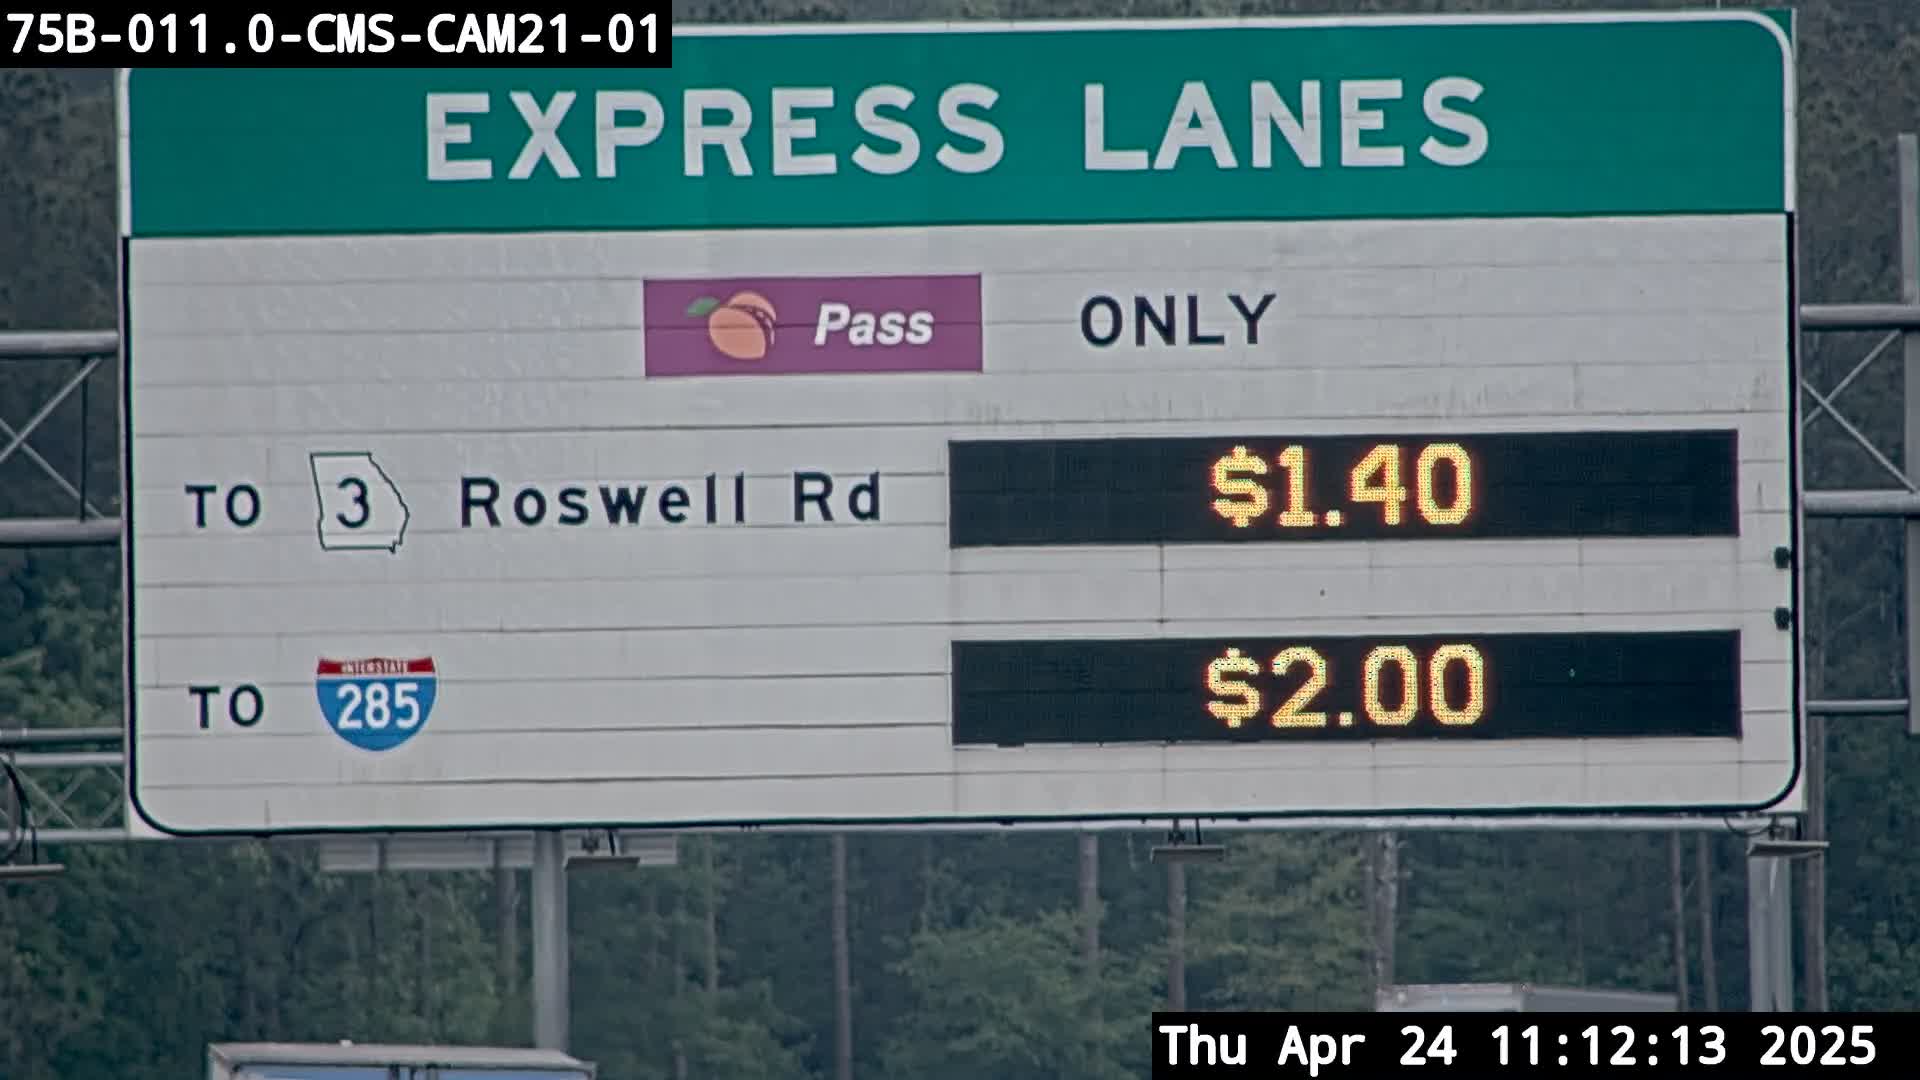 75B-011.0-CMS-CAM21-01
EXPRESS LANES
Pass ONLY
TO 3 Roswell Rd $1.40
INTERSTATE
TO 285 $2.00
Thu Apr 24 11:12:13 2025